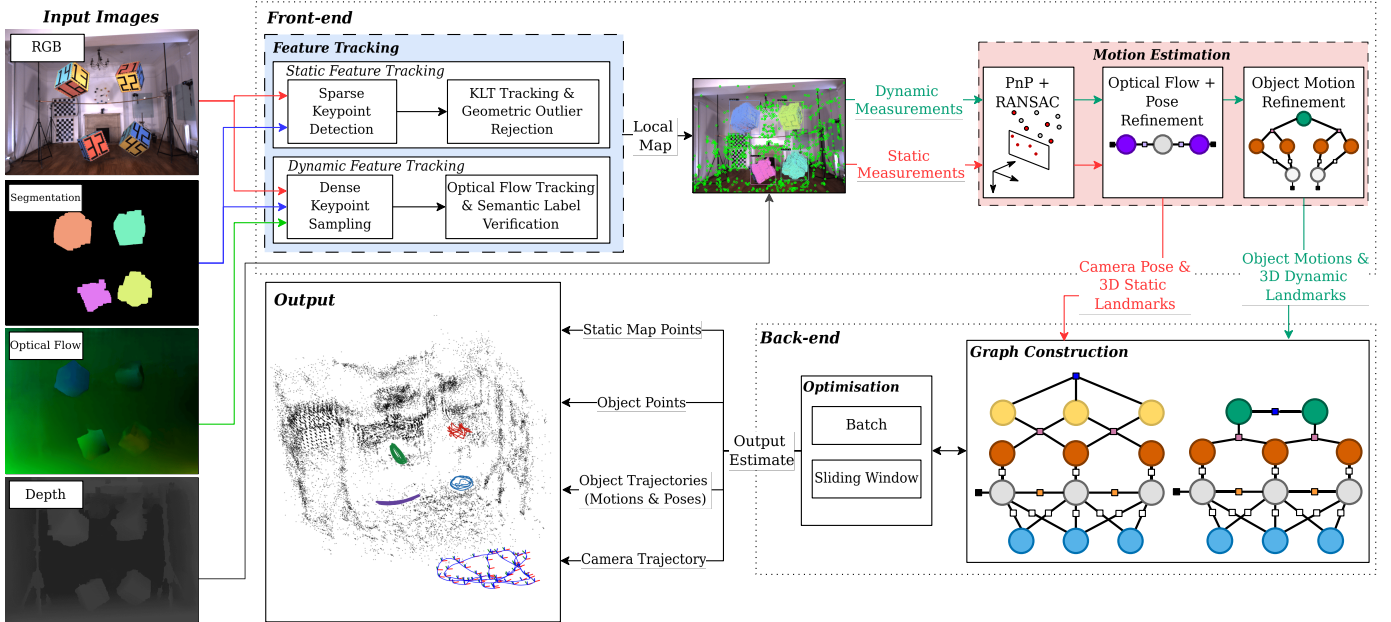 Input Images
RGB
Segmentation
Optical Flow
Depth
Front-end
Feature Tracking
Static Feature Tracking
Sparse
Keypoint
Detection
KLT Tracking &
Geometric Outlier
Rejection
Dynamic Feature Tracking
Dense
Keypoint
Sampling
Optical Flow Tracking
& Semantic Label
Verification
Local
Map
Dynamic
Measurements
Static
Measurements
Motion Estimation
PnP +
RANSAC
Optical Flow +
Pose
Refinement
Object Motion
Refinement
Camera Pose &
3D Static
Landmarks
Object Motions &
3D Dynamic
Landmarks
Back-end
Graph Construction
Optimisation
Batch
Sliding Window
Output
Estimate
Static Map Points
Object Points
Object Trajectories
(Motions & Poses)
Camera Trajectory
Output